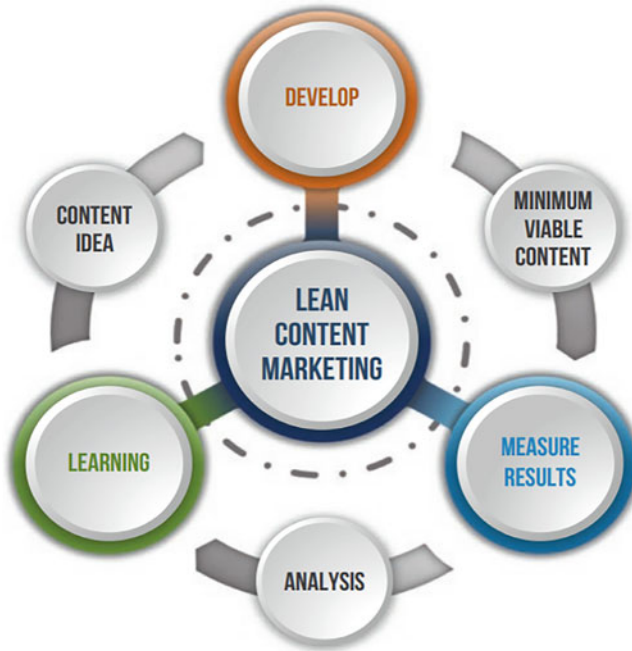 DEVELOP
CONTENT
IDEA
MINIMUM
VIABLE
CONTENT
LEAN
CONTENT
MARKETING
LEARNING
MEASURE
RESULTS
ANALYSIS